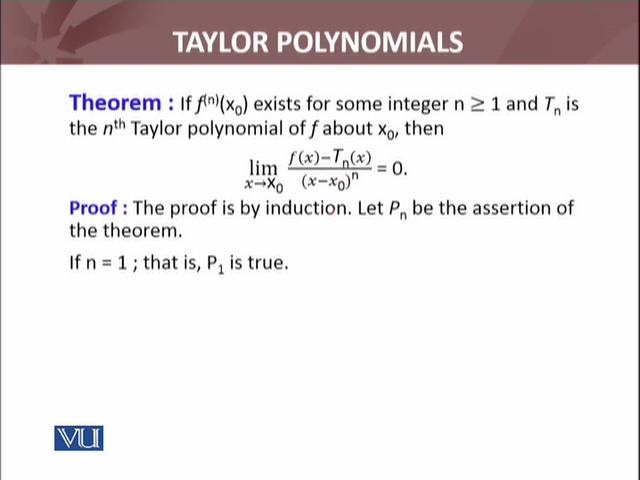 TAYLOR POLYNOMIALS
Theorem : If f⁽ⁿ⁾(x₀) exists for some integer n ≥ 1 and Tₙ is
the nᵗʰ Taylor polynomial of f about x₀, then
lim x→x₀ (f(x)−Tₙ(x))/(x−x₀)ⁿ = 0.
Proof : The proof is by induction. Let Pₙ be the assertion of
the theorem.
If n = 1 ; that is, P₁ is true.
VU